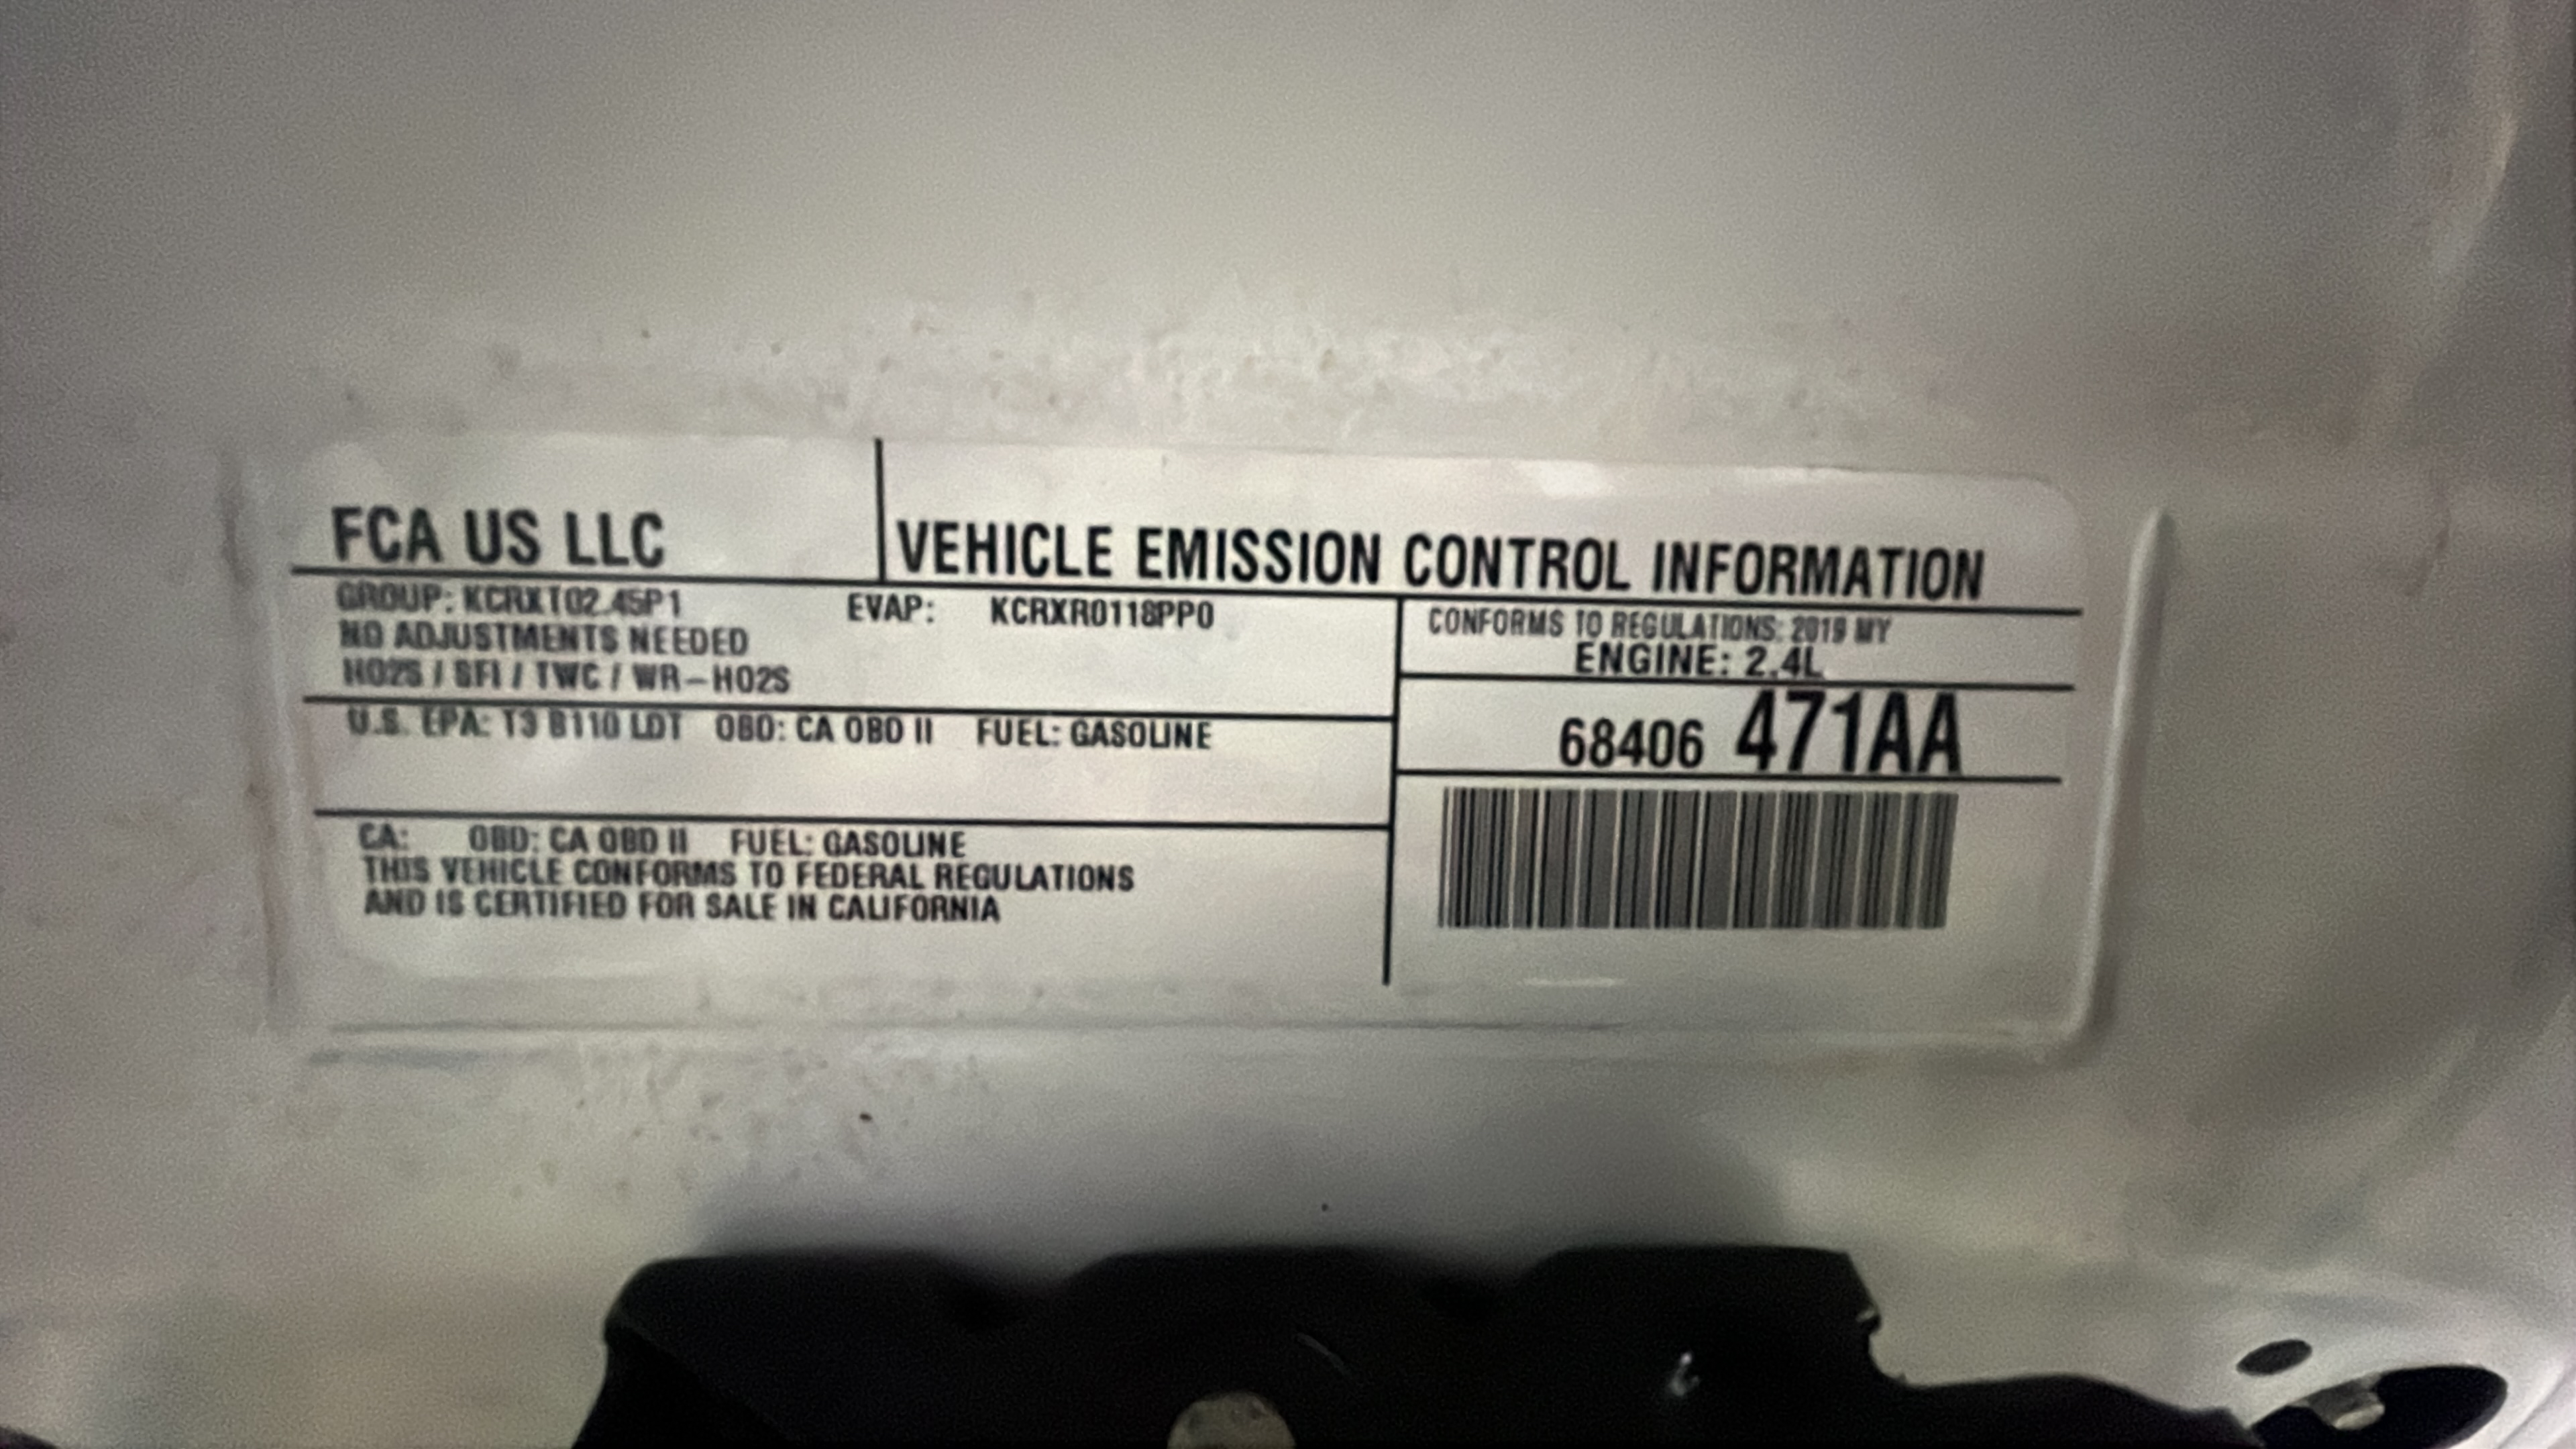 FCA US LLC
VEHICLE EMISSION CONTROL INFORMATION
GROUP: KCRXT02.45P1 EVAP: KCRXR0118PP0
NO ADJUSTMENTS NEEDED
HO2S / SFI / TWC / WR-HO2S
U.S. EPA: T3 B110 LDT OBD: CA OBD II FUEL: GASOLINE
CA: OBD: CA OBD II FUEL: GASOLINE
THIS VEHICLE CONFORMS TO FEDERAL REGULATIONS
AND IS CERTIFIED FOR SALE IN CALIFORNIA
CONFORMS TO REGULATIONS: 2019 MY
ENGINE: 2.4L
68406 471AA